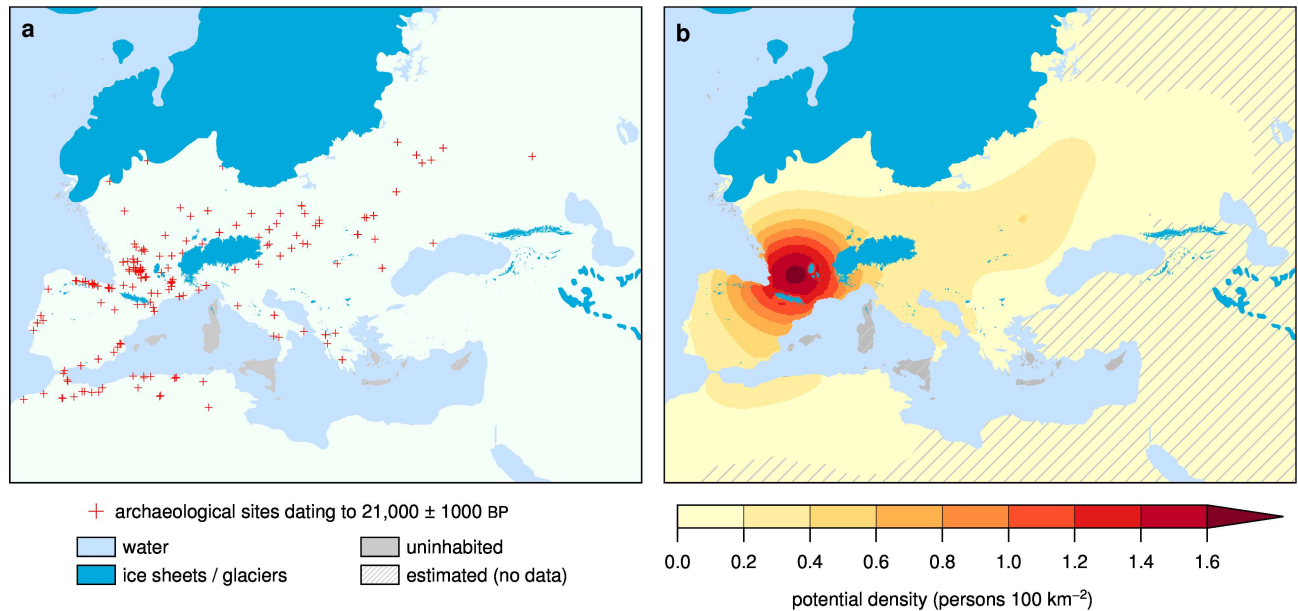 a
b
archaeological sites dating to 21,000 ± 1000 BP
water
uninhabited
ice sheets / glaciers
estimated (no data)
0.0 0.2 0.4 0.6 0.8 1.0 1.2 1.4 1.6
potential density (persons 100 km⁻²)